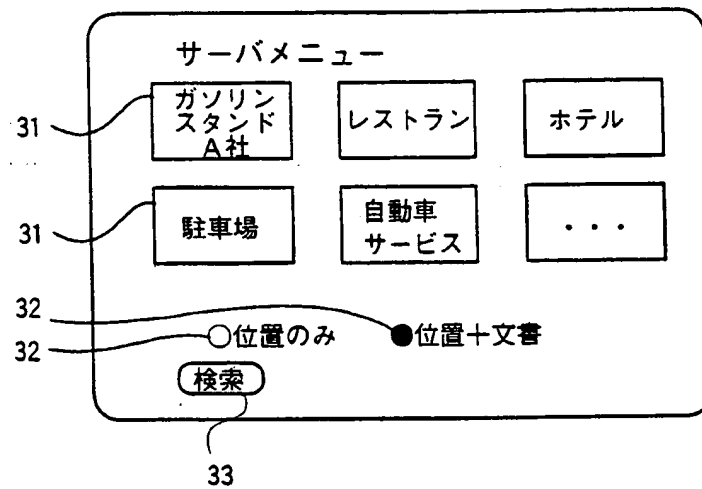 サーバメニュー
31
ガソリン
スタンド
A社
レストラン
ホテル
31
駐車場
自動車
サービス
・・・
32
32
○位置のみ
●位置+文書
検索
33